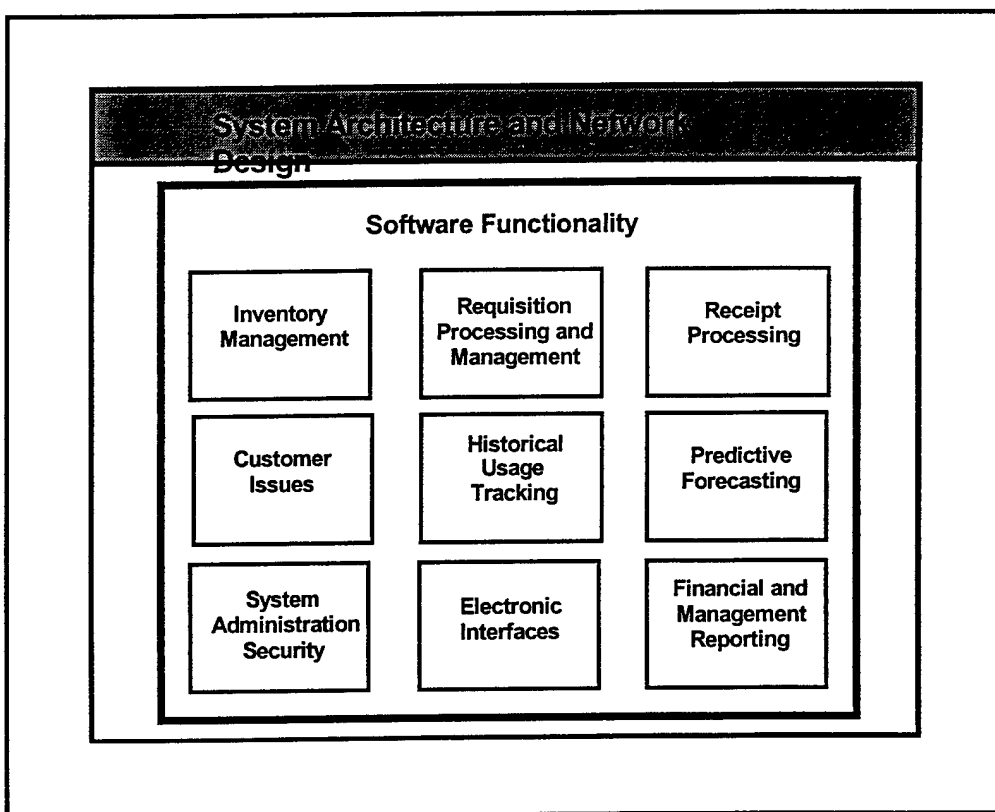 System Architecture and Network
Design
Software Functionality
Inventory
Management
Requisition
Processing and
Management
Receipt
Processing
Customer
Issues
Historical
Usage
Tracking
Predictive
Forecasting
System
Administration
Security
Electronic
Interfaces
Financial and
Management
Reporting